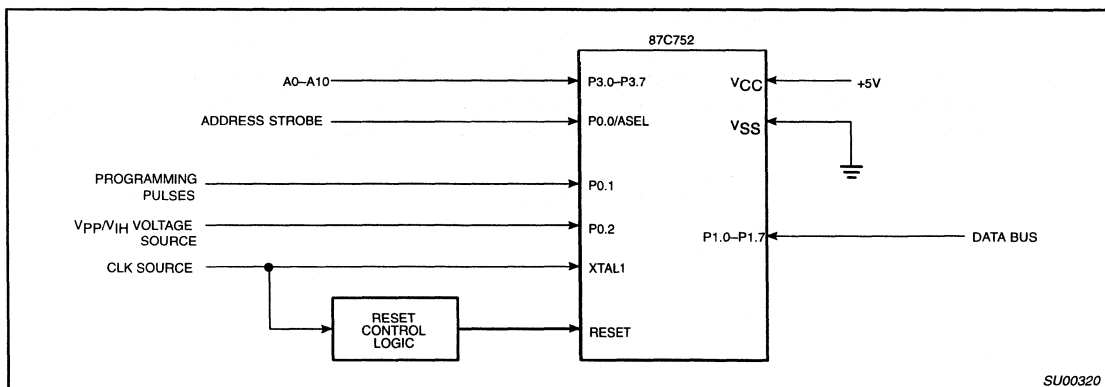 87C752
A0–A10
P3.0–P3.7
VCC
+5V
ADDRESS STROBE
P0.0/ASEL
VSS
PROGRAMMING
PULSES
P0.1
VPP/VIH VOLTAGE
SOURCE
P0.2
P1.0–P1.7
DATA BUS
CLK SOURCE
XTAL1
RESET
CONTROL
LOGIC
RESET
SU00320